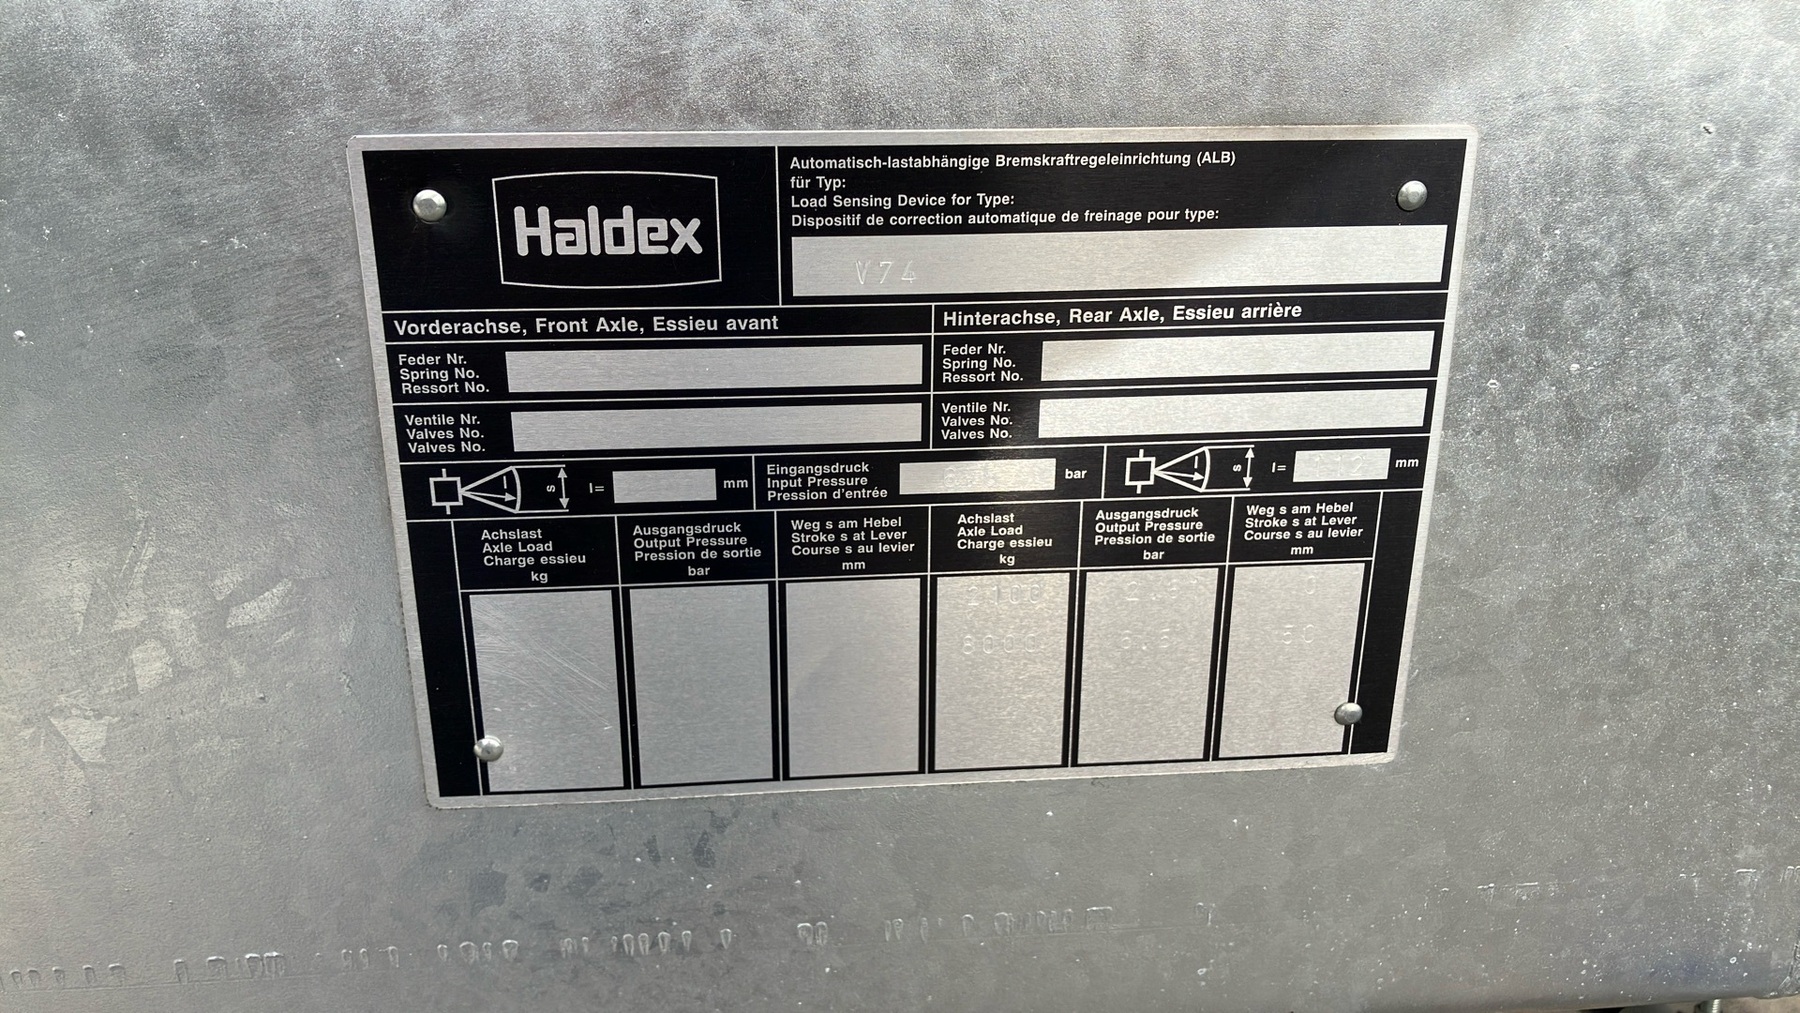 Haldex
Automatisch-lastabhängige Bremskraftregeleinrichtung (ALB)
für Typ:
Load Sensing Device for Type:
Dispositif de correction automatique de freinage pour type:
V74
Vorderachse, Front Axle, Essieu avant
Hinterachse, Rear Axle, Essieu arrière
Feder Nr.
Spring No.
Ressort No.
Feder Nr.
Spring No.
Ressort No.
Ventile Nr.
Valves No.
Valves No.
Ventile Nr.
Valves No.
Valves No.
l
s
l=
mm
Eingangsdruck
Input Pressure
Pression d'entrée
bar
l
s
l=
mm
Achslast
Axle Load
Charge essieu
kg
Ausgangsdruck
Output Pressure
Pression de sortie
bar
Weg s am Hebel
Stroke s at Lever
Course s au levier
mm
Achslast
Axle Load
Charge essieu
kg
Ausgangsdruck
Output Pressure
Pression de sortie
bar
Weg s am Hebel
Stroke s at Lever
Course s au levier
mm
2100
8000 6.5 50